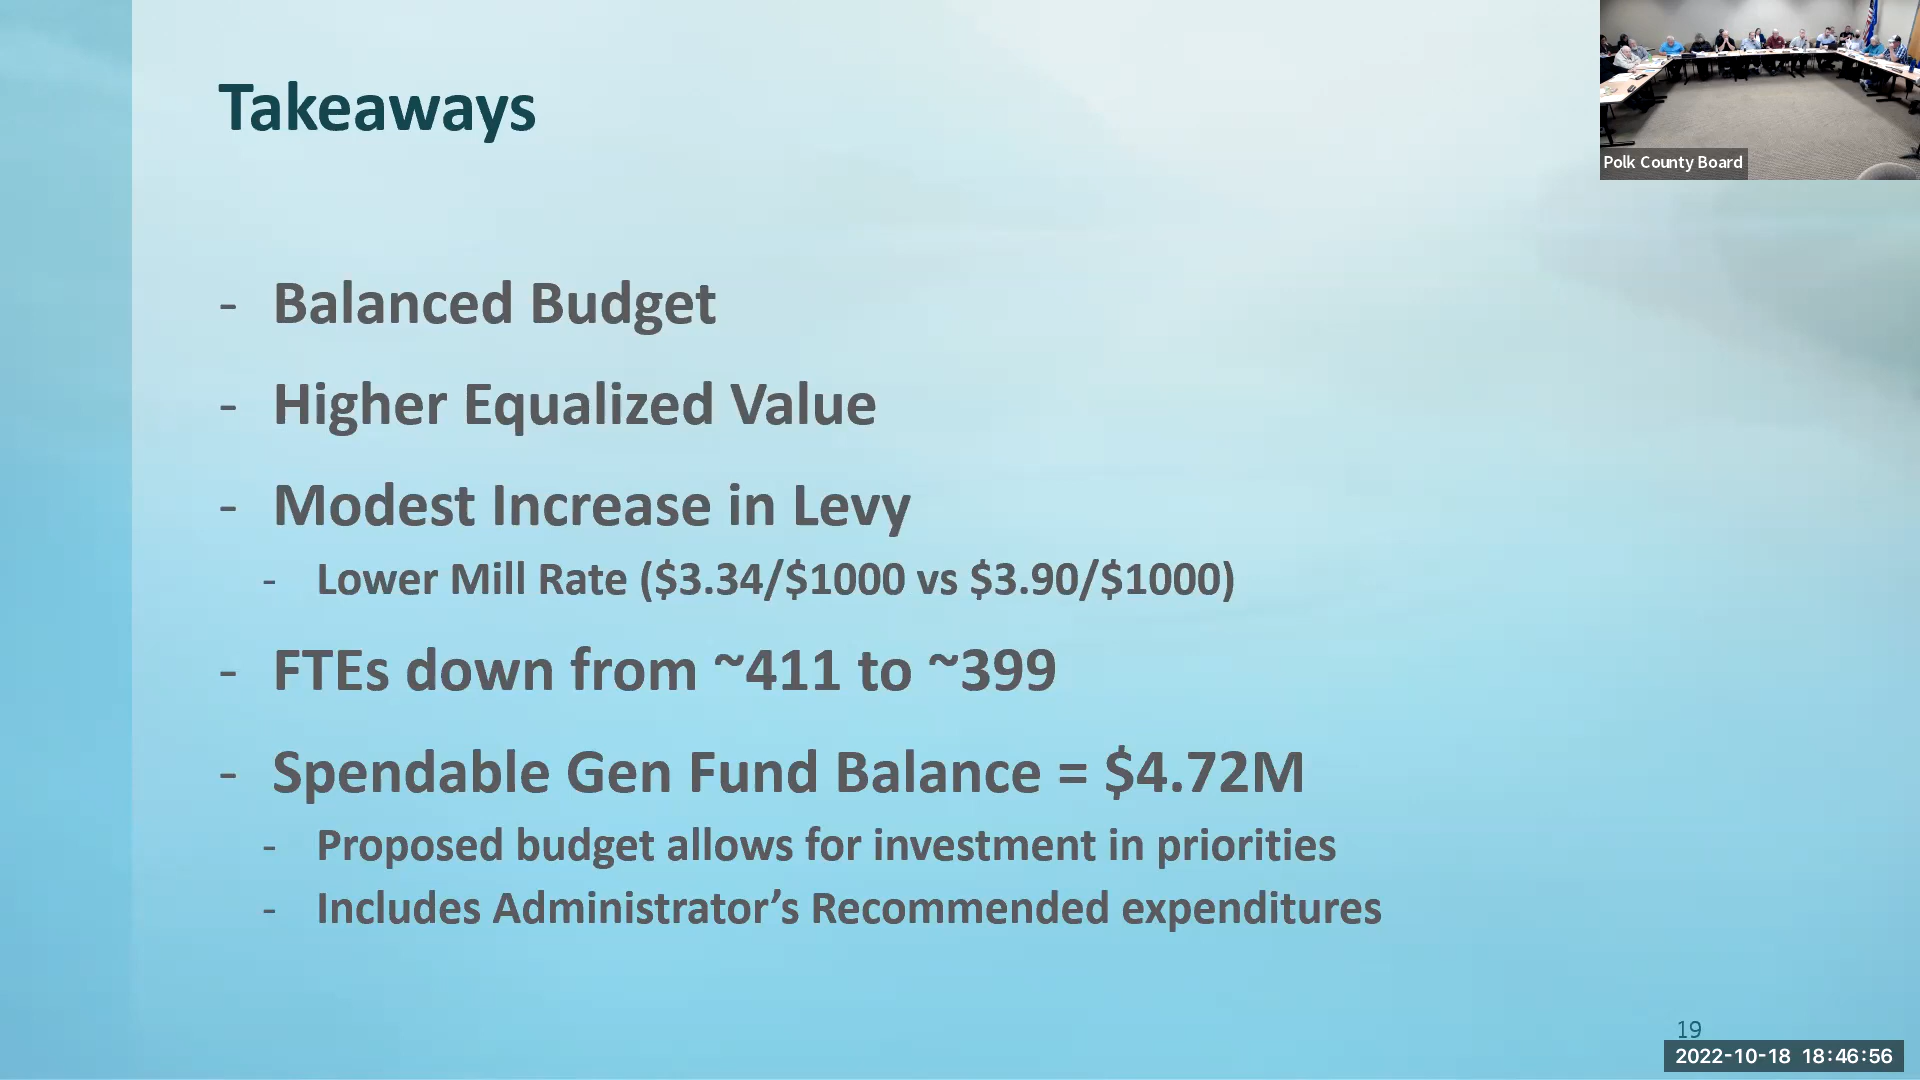 Takeaways
Polk County Board
- Balanced Budget
- Higher Equalized Value
- Modest Increase in Levy
- Lower Mill Rate ($3.34/$1000 vs $3.90/$1000)
- FTEs down from ~411 to ~399
- Spendable Gen Fund Balance = $4.72M
- Proposed budget allows for investment in priorities
- Includes Administrator’s Recommended expenditures
19
2022-10-18 18:46:56